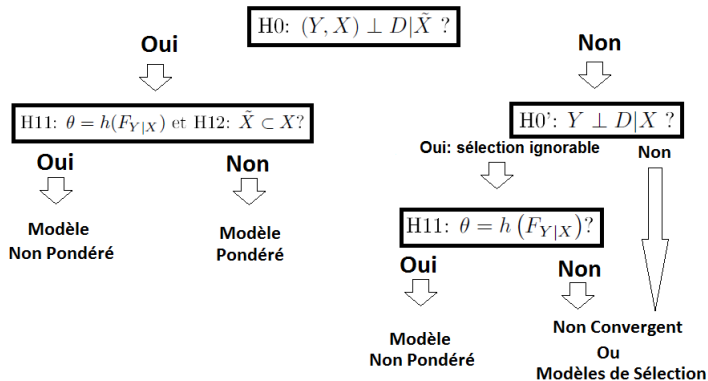 H0: (Y, X) ⊥ D|X̃ ?
Oui
Non
H11: θ = h(F_{Y|X}) et H12: X̃ ⊂ X?
H0': Y ⊥ D|X ?
Oui
Non
Oui: sélection ignorable
Non
Modèle
Non Pondéré
Modèle
Pondéré
H11: θ = h (F_{Y|X})?
Oui
Non
Modèle
Non Pondéré
Non Convergent
Ou
Modèles de Sélection